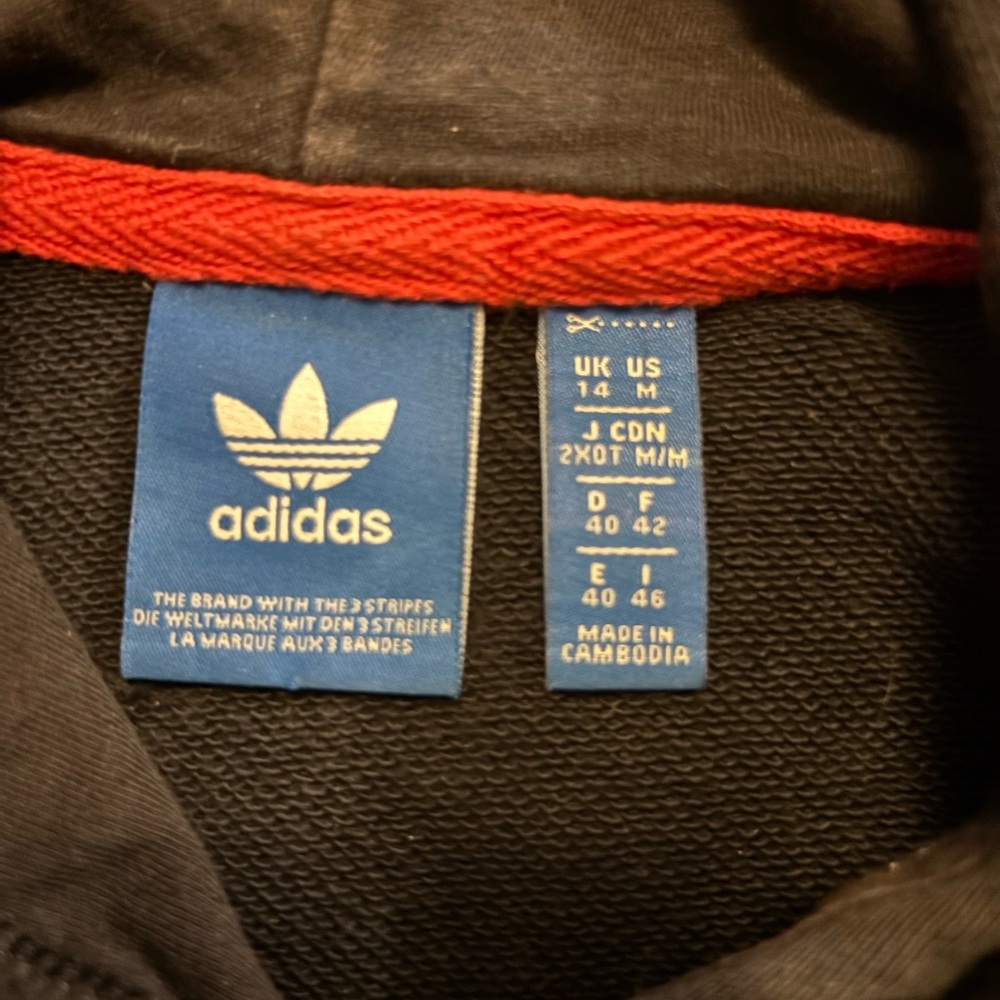 adidas
THE BRAND WITH THE 3 STRIPES
DIE WELTMARKE MIT DEN 3 STREIFEN
LA MARQUE AUX 3 BANDES
UK US
14 M
J CDN
2XOT M/M
D F
40 42
E I
40 46
MADE IN
CAMBODIA